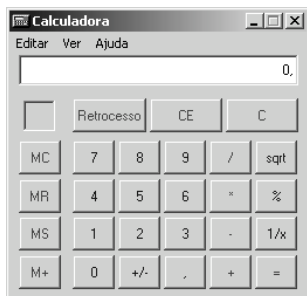 Calculadora
Editar Ver Ajuda
0,
Retrocesso CE C
MC 7 8 9 / sqrt
MR 4 5 6 * %
MS 1 2 3 - 1/x
M+ 0 +/- , + =